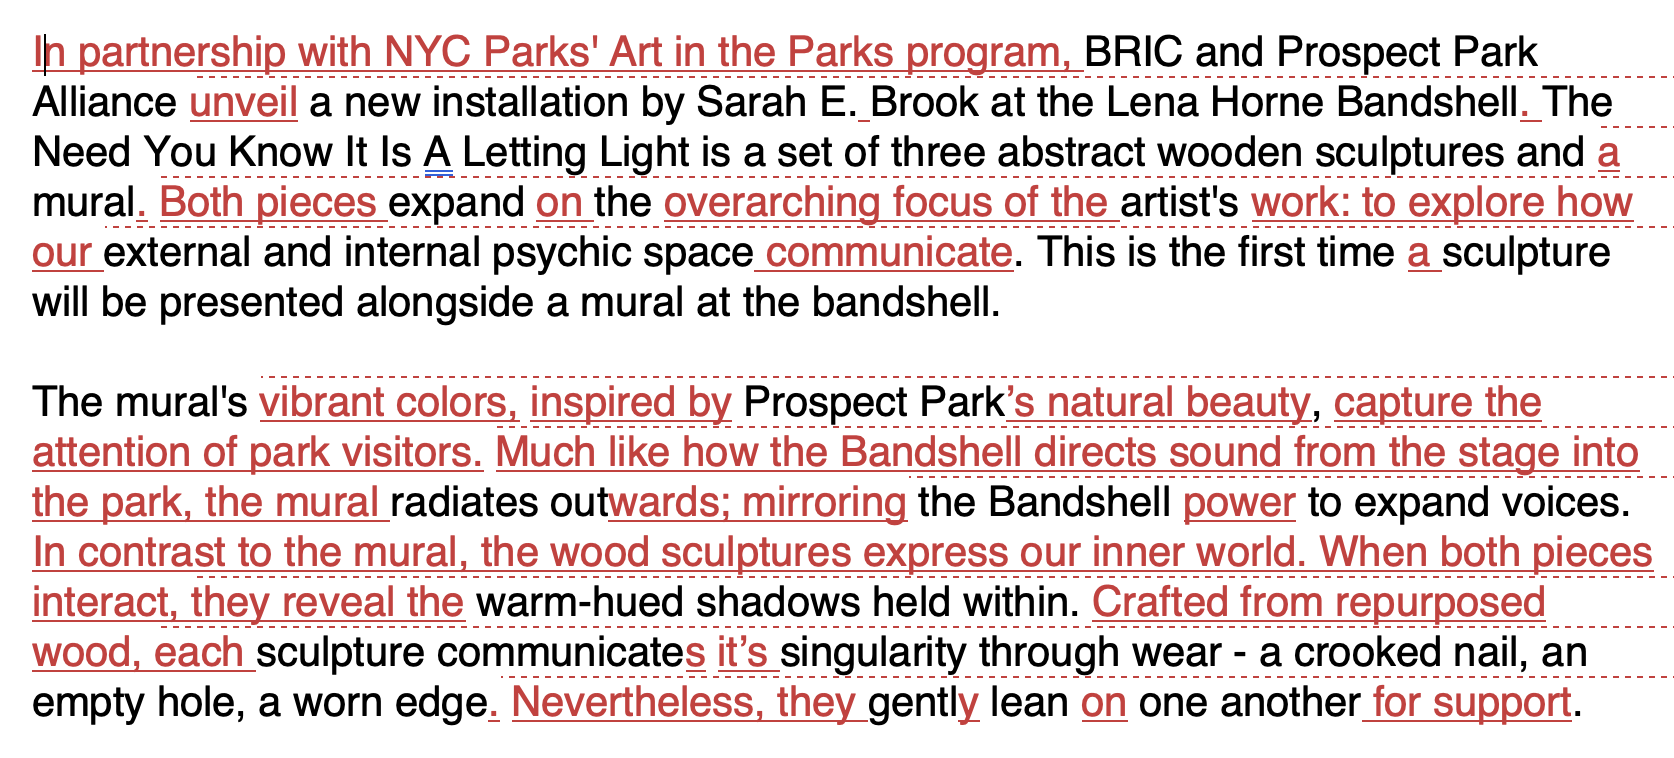 In partnership with NYC Parks' Art in the Parks program, BRIC and Prospect Park
Alliance unveil a new installation by Sarah E. Brook at the Lena Horne Bandshell. The
Need You Know It Is A Letting Light is a set of three abstract wooden sculptures and a
mural. Both pieces expand on the overarching focus of the artist's work: to explore how
our external and internal psychic space communicate. This is the first time a sculpture
will be presented alongside a mural at the bandshell.

The mural's vibrant colors, inspired by Prospect Park’s natural beauty, capture the
attention of park visitors. Much like how the Bandshell directs sound from the stage into
the park, the mural radiates outwards; mirroring the Bandshell power to expand voices.
In contrast to the mural, the wood sculptures express our inner world. When both pieces
interact, they reveal the warm-hued shadows held within. Crafted from repurposed
wood, each sculpture communicates it’s singularity through wear - a crooked nail, an
empty hole, a worn edge. Nevertheless, they gently lean on one another for support.